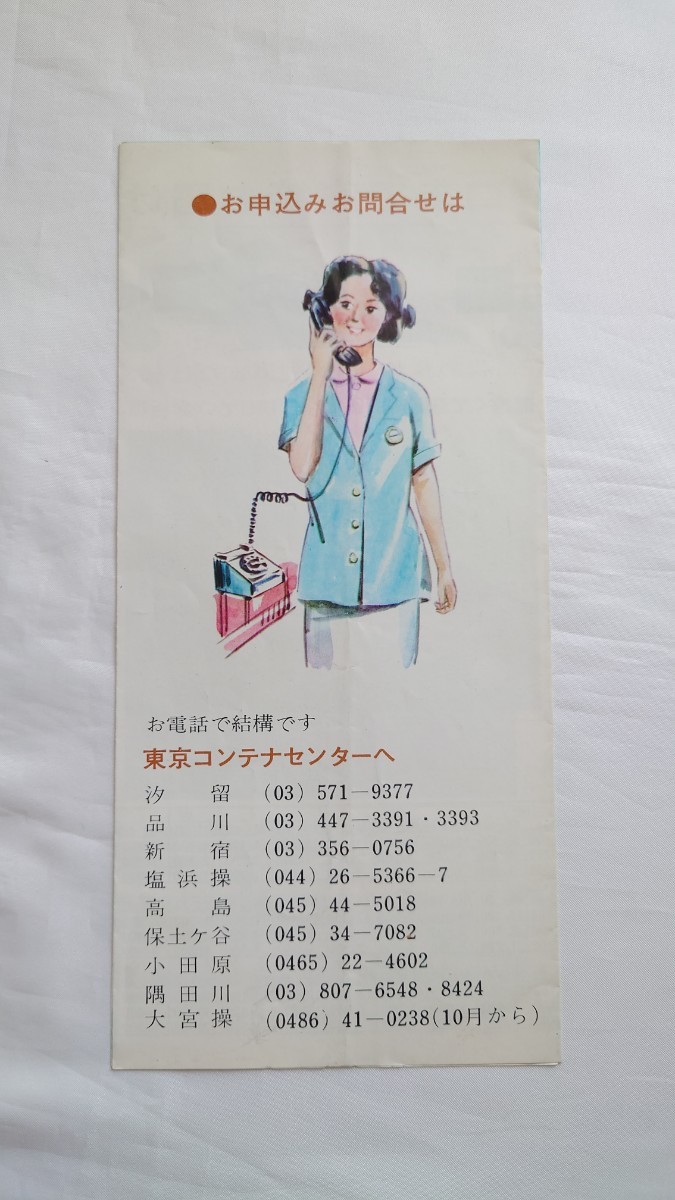 ●お申込みお問合せは
お電話で結構です
東京コンテナセンターへ
汐留 (03) 571―9377
品川 (03) 447―3391・3393
新宿 (03) 356―0756
塩浜操 (044) 26―5366―7
高島 (045) 44―5018
保土ケ谷 (045) 34―7082
小田原 (0465) 22―4602
隅田川 (03) 807―6548・8424
大宮操 (0486) 41―0238(10月から)